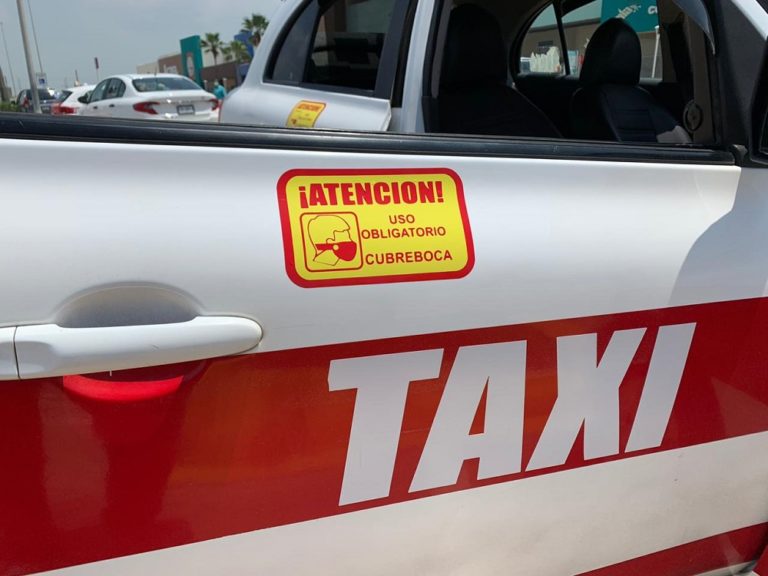 ¡ATENCION!
USO
OBLIGATORIO
CUBREBOCA
TAXI